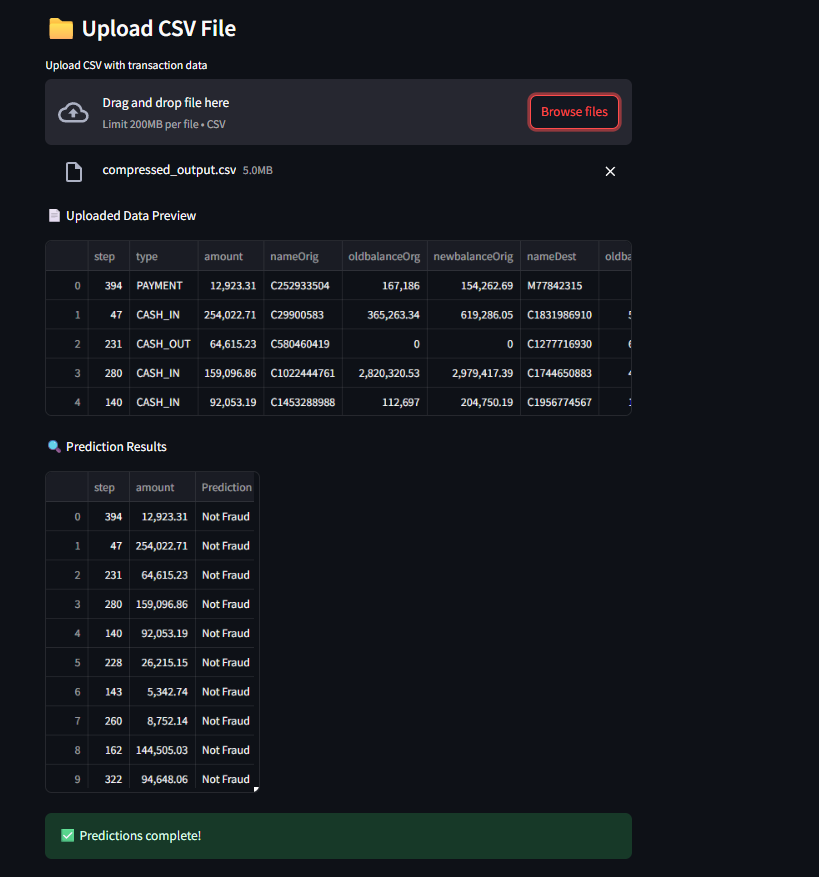 Upload CSV File
Upload CSV with transaction data
Drag and drop file here
Limit 200MB per file • CSV
Browse files
compressed_output.csv 5.0MB
Uploaded Data Preview
step type amount nameOrig oldbalanceOrg newbalanceOrig nameDest
0 394 PAYMENT 12,923.31 C252933504 167,186 154,262.69 M77842315
1 47 CASH_IN 254,022.71 C29900583 365,263.34 619,286.05 C1831986910
2 231 CASH_OUT 64,615.23 C580460419 0 0 C1277716930
3 280 CASH_IN 159,096.86 C1022444761 2,820,320.53 2,979,417.39 C1744650883
4 140 CASH_IN 92,053.19 C1453288988 112,697 204,750.19 C1956774567
Prediction Results
step amount Prediction
0 394 12,923.31 Not Fraud
1 47 254,022.71 Not Fraud
2 231 64,615.23 Not Fraud
3 280 159,096.86 Not Fraud
4 140 92,053.19 Not Fraud
5 228 26,215.15 Not Fraud
6 143 5,342.74 Not Fraud
7 260 8,752.14 Not Fraud
8 162 144,505.03 Not Fraud
9 322 94,648.06 Not Fraud
Predictions complete!